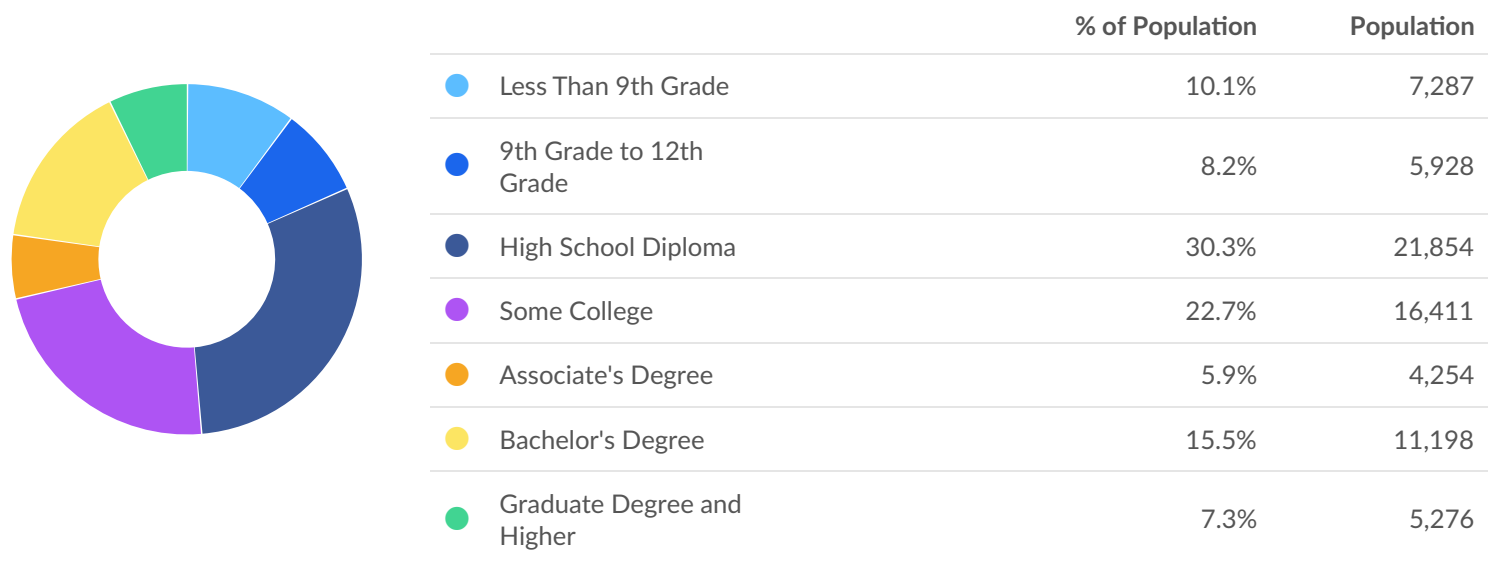 % of Population Population
Less Than 9th Grade 10.1% 7,287
9th Grade to 12th
Grade 8.2% 5,928
High School Diploma 30.3% 21,854
Some College 22.7% 16,411
Associate's Degree 5.9% 4,254
Bachelor's Degree 15.5% 11,198
Graduate Degree and
Higher 7.3% 5,276